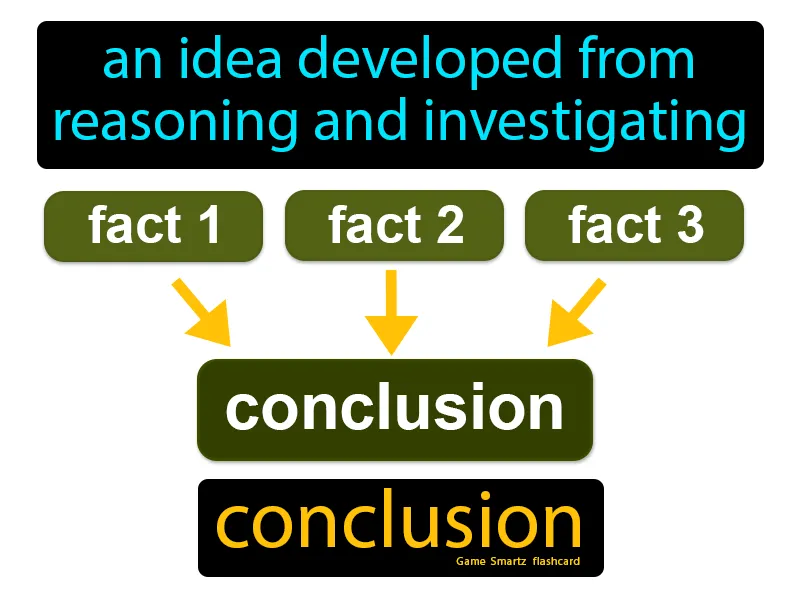 an idea developed from
reasoning and investigating
fact 1
fact 2
fact 3
conclusion
conclusion
Game Smartz flashcard